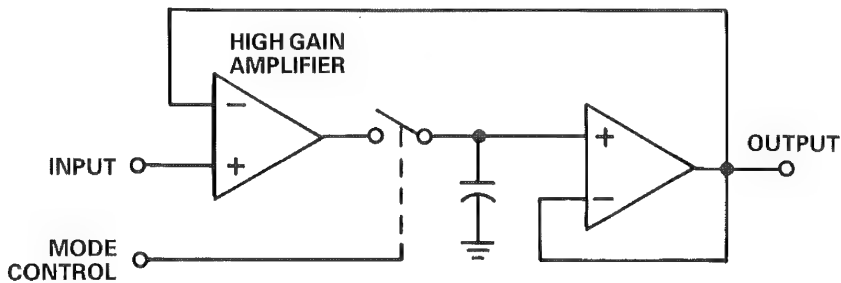 HIGH GAIN
AMPLIFIER
−
+
INPUT
MODE
CONTROL
+
−
OUTPUT